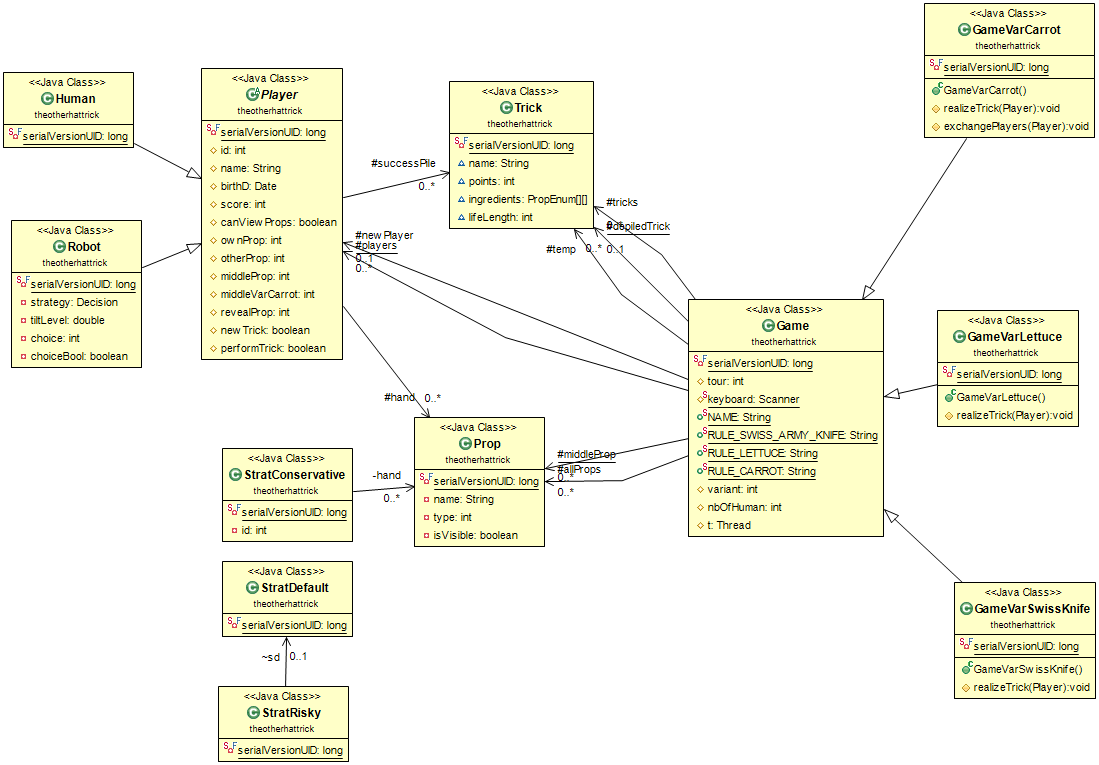 <<Java Class>>
GameVarCarrot
theotherhattrick
serialVersionUID: long
GameVarCarrot()
realizeTrick(Player):void
exchangePlayers(Player):void
<<Java Class>>
Human
theotherhattrick
serialVersionUID: long
<<Java Class>>
Player
theotherhattrick
serialVersionUID: long
id: int
name: String
birthD: Date
score: int
canViewProps: boolean
ownProp: int
otherProp: int
middleProp: int
middleVarCarrot: int
revealProp: int
newTrick: boolean
performTrick: boolean
<<Java Class>>
Trick
theotherhattrick
serialVersionUID: long
name: String
points: int
ingredients: PropEnum[][]
lifeLength: int
#successPile
0..*
<<Java Class>>
Robot
theotherhattrick
serialVersionUID: long
strategy: Decision
tiltLevel: double
choice: int
choiceBool: boolean
#newPlayer
#players
0..1
0..*
#tricks
0..*
#depiledTrick
#temp
0..*
0..1
<<Java Class>>
Game
theotherhattrick
serialVersionUID: long
tour: int
keyboard: Scanner
NAME: String
RULE_SWISS_ARMY_KNIFE: String
RULE_LETTUCE: String
RULE_CARROT: String
variant: int
nbOfHuman: int
t: Thread
<<Java Class>>
GameVarLettuce
theotherhattrick
serialVersionUID: long
GameVarLettuce()
realizeTrick(Player):void
#hand
0..*
<<Java Class>>
Prop
theotherhattrick
serialVersionUID: long
name: String
type: int
isVisible: boolean
#middleProp
#allProps
0..*
0..*
<<Java Class>>
StratConservative
theotherhattrick
serialVersionUID: long
id: int
-hand
0..*
<<Java Class>>
StratDefault
theotherhattrick
serialVersionUID: long
~sd
0..1
<<Java Class>>
StratRisky
theotherhattrick
serialVersionUID: long
<<Java Class>>
GameVarSwissKnife
theotherhattrick
serialVersionUID: long
GameVarSwissKnife()
realizeTrick(Player):void